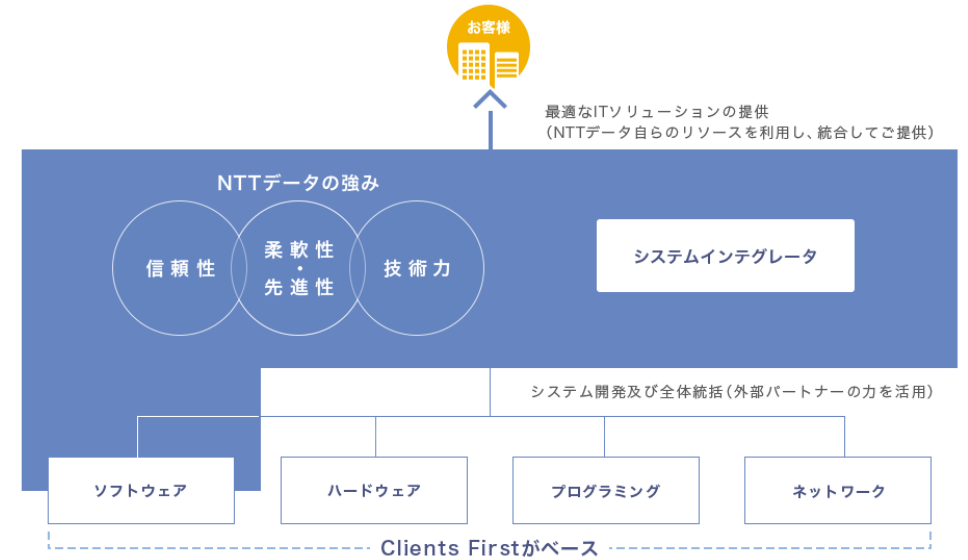 お客様
最適なITソリューションの提供
（NTTデータ自らのリソースを利用し、統合してご提供）
NTTデータの強み
信頼性
柔軟性
・
先進性
技術力
システムインテグレータ
システム開発及び全体統括（外部パートナーの力を活用）
ソフトウェア
ハードウェア
プログラミング
ネットワーク
Clients Firstがベース